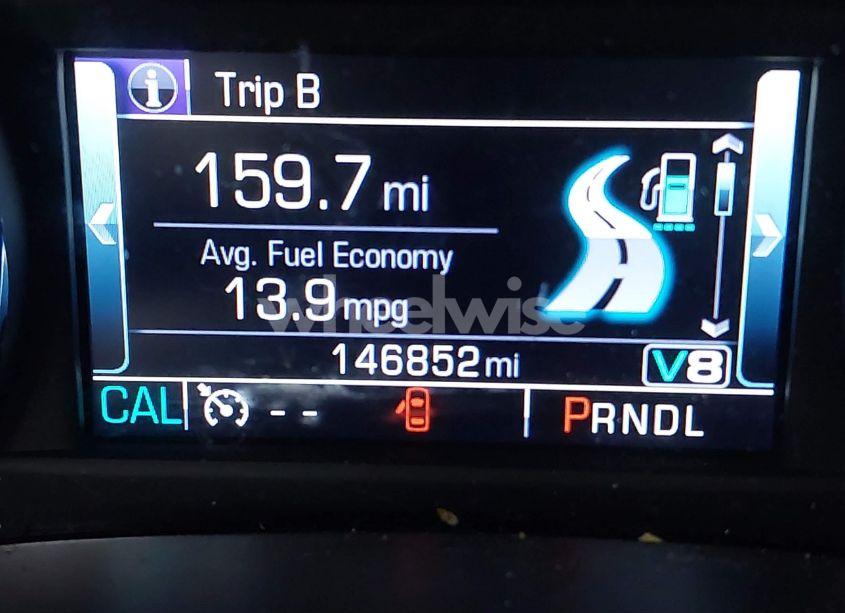 Trip B
159.7 mi
Avg. Fuel Economy
13.9 mpg
wheelwise
146852 mi
V8
CAL -- PRNDL